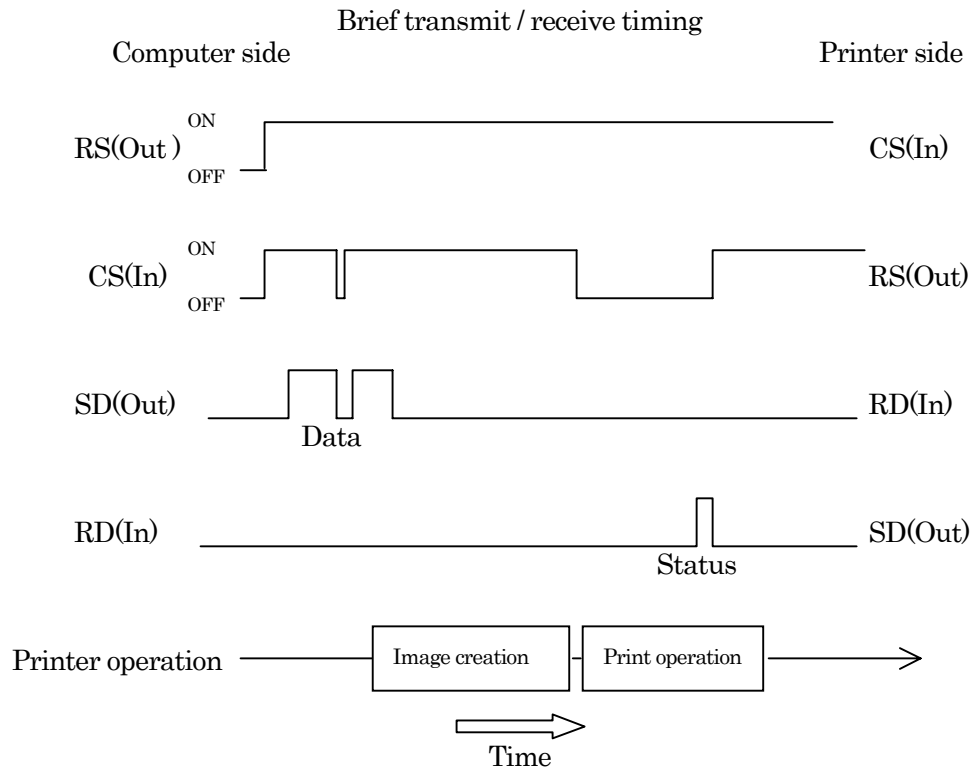 Brief transmit / receive timing
Computer side Printer side
ON
RS(Out ) CS(In)
OFF
ON
CS(In) RS(Out)
OFF
SD(Out) RD(In)
Data
RD(In) SD(Out)
Status
Printer operation Image creation Print operation
Time